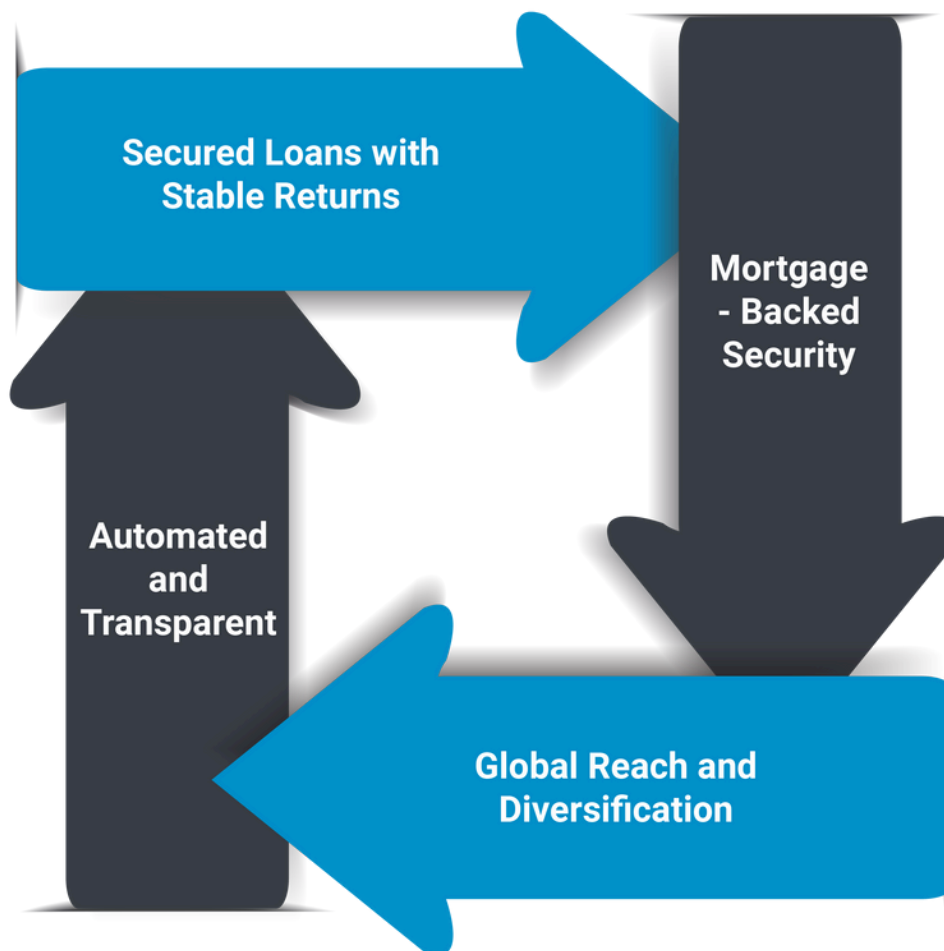 Secured Loans with
Stable Returns
Mortgage
- Backed
Security
Automated
and
Transparent
Global Reach and
Diversification